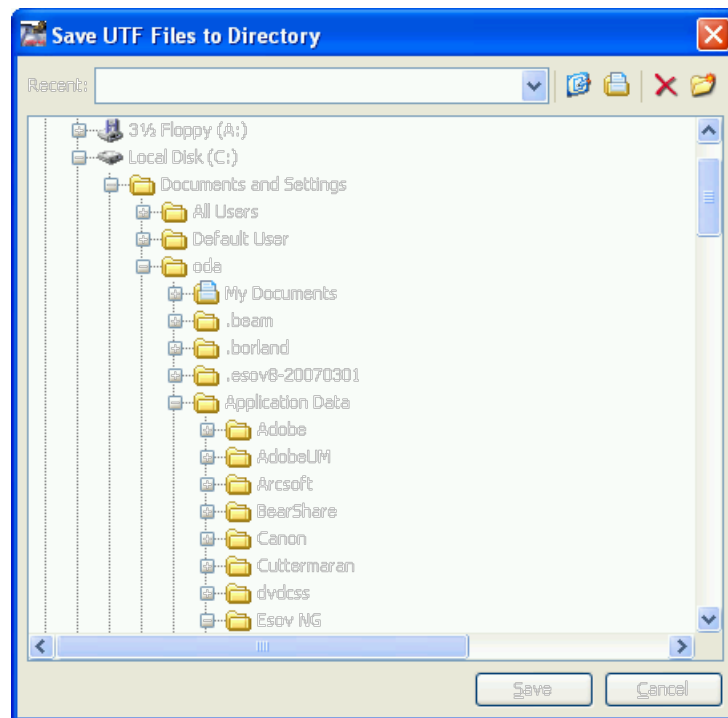 Save UTF Files to Directory
Recent:
3½ Floppy (A:)
Local Disk (C:)
Documents and Settings
All Users
Default User
oda
My Documents
.beam
.borland
.esov8-20070301
Application Data
Adobe
AdobeUM
Arcsoft
BearShare
Canon
Cuttermaran
dvdcss
Esov NG
Save Cancel